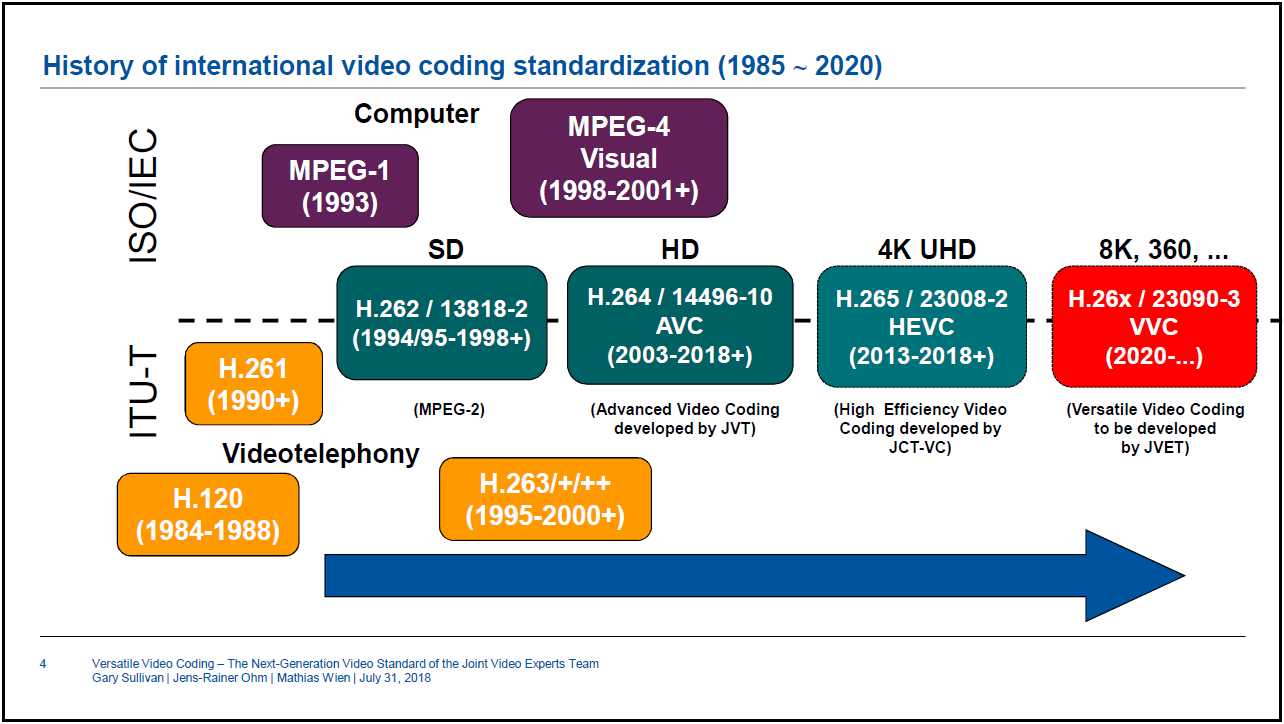 History of international video coding standardization (1985 ~ 2020)
ISO/IEC
Computer
MPEG-1
(1993)
MPEG-4
Visual
(1998-2001+)
SD
HD
4K UHD
8K, 360, ...
H.262 / 13818-2
(1994/95-1998+)
(MPEG-2)
H.264 / 14496-10
AVC
(2003-2018+)
(Advanced Video Coding
developed by JVT)
H.265 / 23008-2
HEVC
(2013-2018+)
(High Efficiency Video
Coding developed by
JCT-VC)
H.26x / 23090-3
VVC
(2020-...)
(Versatile Video Coding
to be developed
by JVET)
ITU-T
H.261
(1990+)
Videotelephony
H.120
(1984-1988)
H.263/+/++
(1995-2000+)
4
Versatile Video Coding – The Next-Generation Video Standard of the Joint Video Experts Team
Gary Sullivan | Jens-Rainer Ohm | Mathias Wien | July 31, 2018